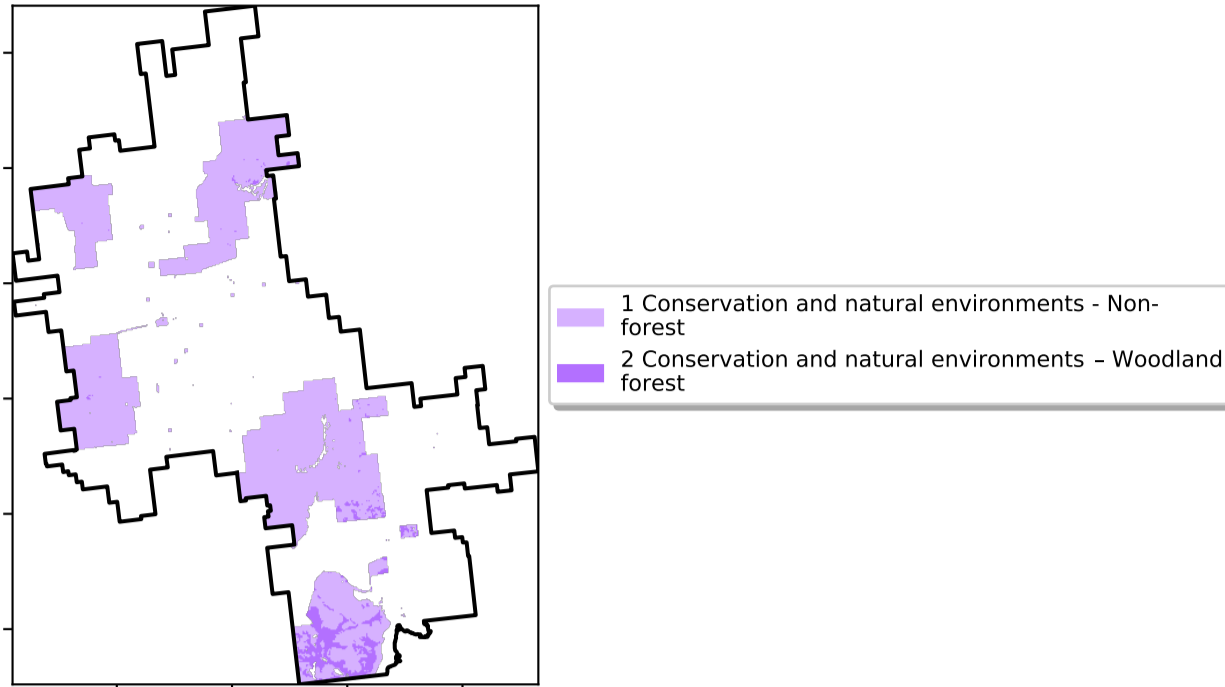 1 Conservation and natural environments - Non-
forest
2 Conservation and natural environments – Woodland
forest